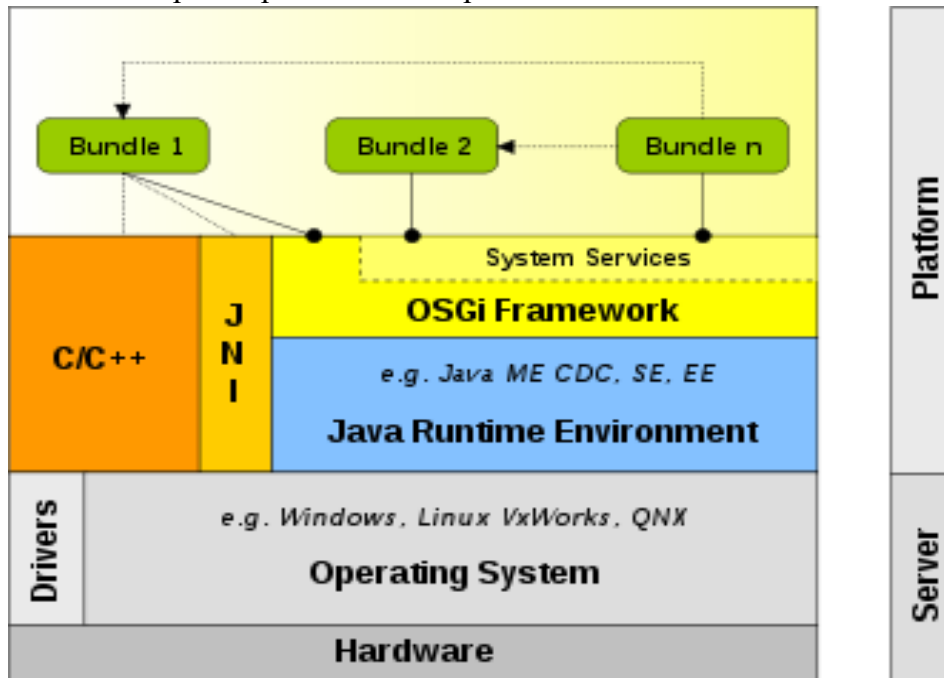 Bundle 1
Bundle 2
Bundle n
System Services
OSGi Framework
C/C++
J
N
I
e.g. Java ME CDC, SE, EE
Java Runtime Environment
Drivers
e.g. Windows, Linux VxWorks, QNX
Operating System
Hardware
Platform
Server